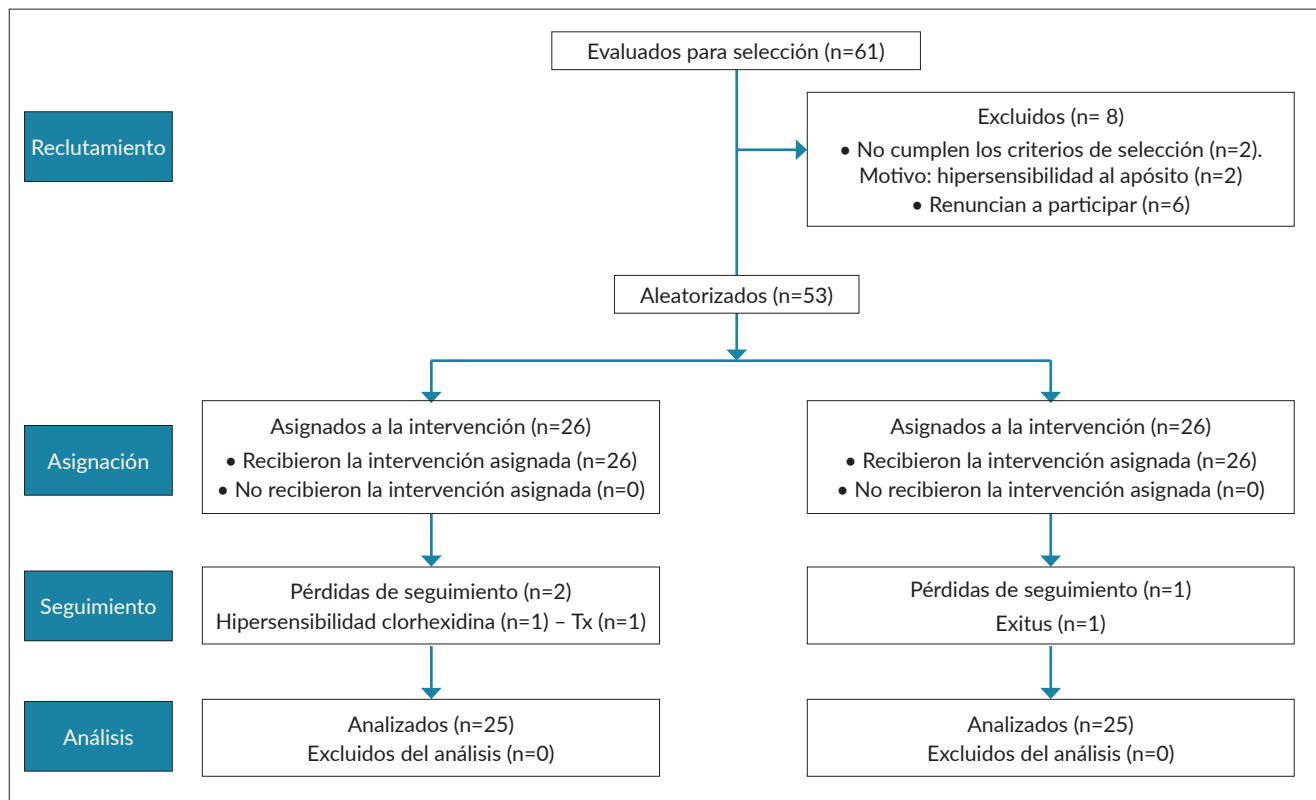 Evaluados para selección (n=61)
Reclutamiento
Excluidos (n= 8)
• No cumplen los criterios de selección (n=2).
Motivo: hipersensibilidad al apósito (n=2)
• Renuncian a participar (n=6)
Aleatorizados (n=53)
Asignación
Asignados a la intervención (n=26)
• Recibieron la intervención asignada (n=26)
• No recibieron la intervención asignada (n=0)
Asignados a la intervención (n=26)
• Recibieron la intervención asignada (n=26)
• No recibieron la intervención asignada (n=0)
Seguimiento
Pérdidas de seguimiento (n=2)
Hipersensibilidad clorhexidina (n=1) – Tx (n=1)
Pérdidas de seguimiento (n=1)
Exitus (n=1)
Análisis
Analizados (n=25)
Excluidos del análisis (n=0)
Analizados (n=25)
Excluidos del análisis (n=0)